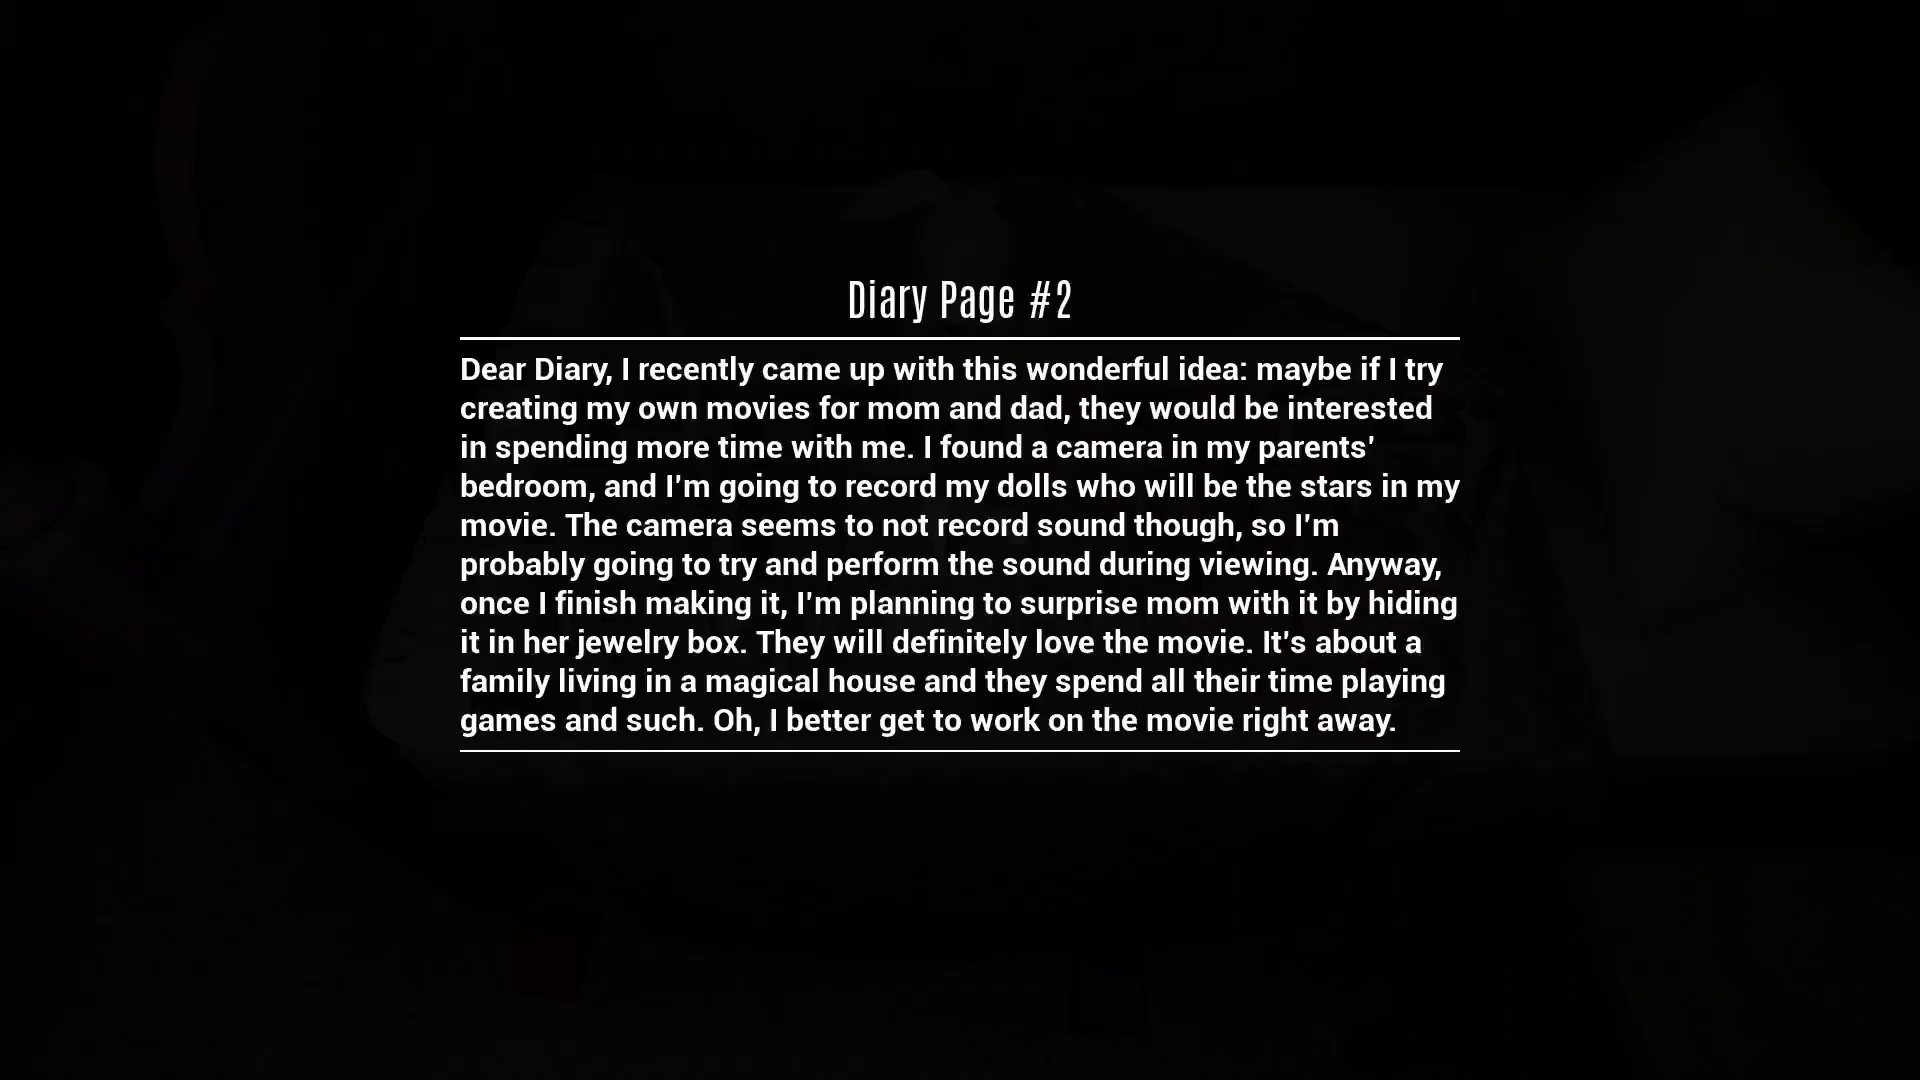 Diary Page #2
Dear Diary, I recently came up with this wonderful idea: maybe if I try
creating my own movies for mom and dad, they would be interested
in spending more time with me. I found a camera in my parents'
bedroom, and I'm going to record my dolls who will be the stars in my
movie. The camera seems to not record sound though, so I'm
probably going to try and perform the sound during viewing. Anyway,
once I finish making it, I'm planning to surprise mom with it by hiding
it in her jewelry box. They will definitely love the movie. It's about a
family living in a magical house and they spend all their time playing
games and such. Oh, I better get to work on the movie right away.